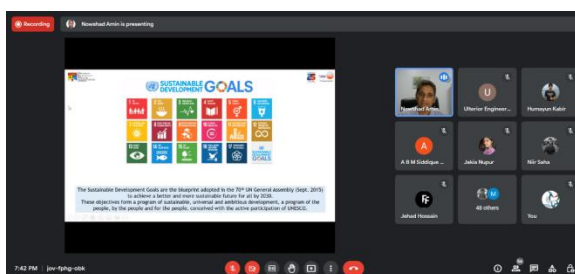 Recording
Nowshad Amin is presenting
SUSTAINABLE
DEVELOPMENT GOALS
The Sustainable Development Goals are the blueprint adopted in the 70th UN General Assembly (Sept. 2015)
to achieve a better and more sustainable future for all by 2030.
These objectives form a program of sustainable, universal and ambitious development, a program of the
people, by the people and for the people, conceived with the active participation of UNESCO.
Nowshad Amin
U
Ulterior Engineer...
Humayun Kabir
A
A B M Siddique ...
Jakia Nupur
Nir Saha
Jehad Hossain
48 others
You
7:42 PM | jov-fphg-obk